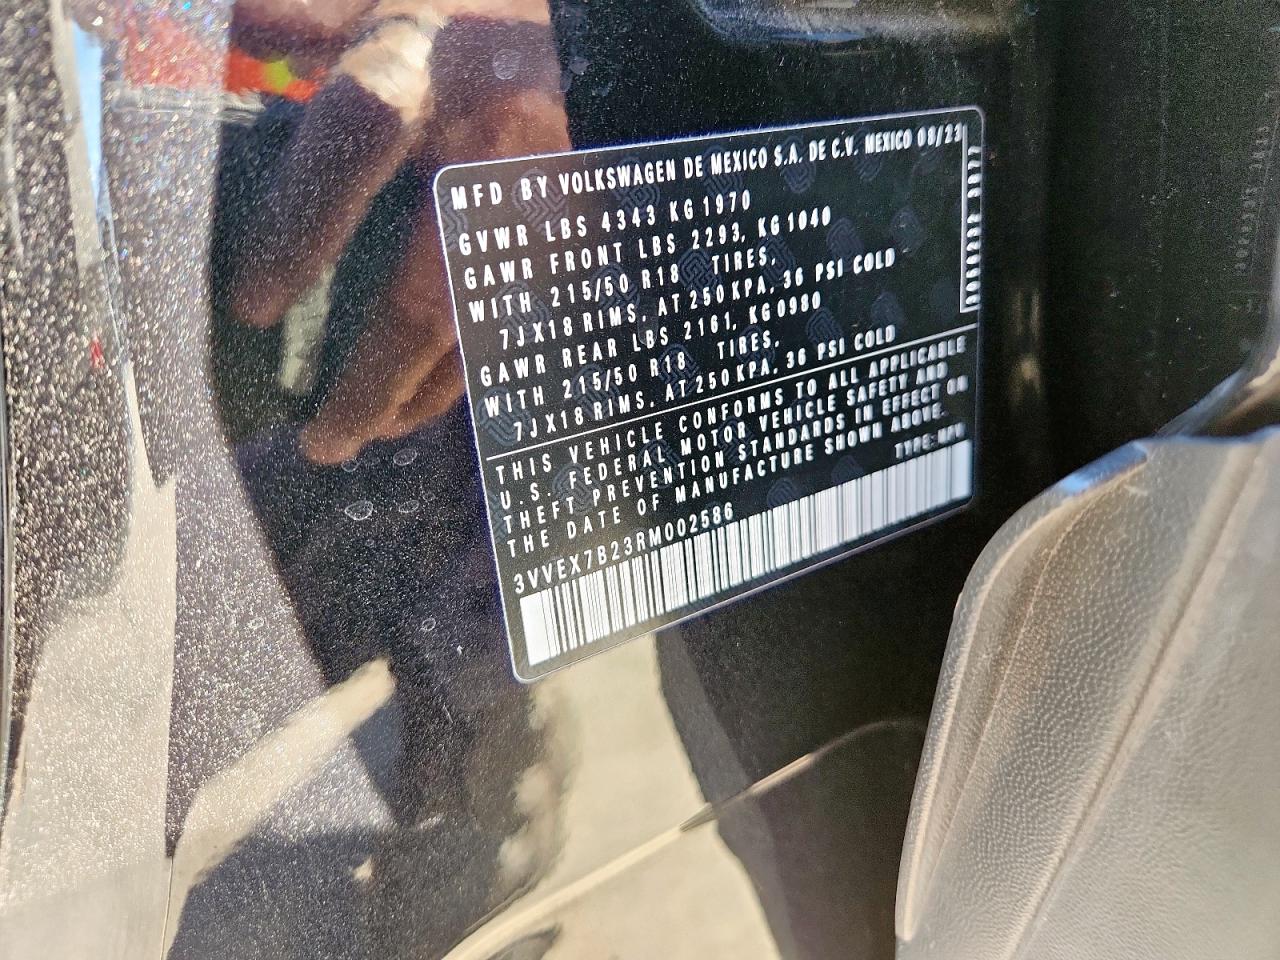 MFD BY VOLKSWAGEN DE MEXICO S.A. DE C.V. MEXICO 08/23
GVWR LBS 4343 KG 1970
GAWR FRONT LBS 2293, KG 1040
WITH 215/50 R18 TIRES,
7JX18 RIMS, AT 250 KPA, 36 PSI COLD
GAWR REAR LBS 2161, KG 0980
WITH 215/50 R18 TIRES,
7JX18 RIMS, AT 250 KPA, 36 PSI COLD
THIS VEHICLE CONFORMS TO ALL APPLICABLE
U.S. FEDERAL MOTOR VEHICLE SAFETY AND
THEFT PREVENTION STANDARDS IN EFFECT ON
THE DATE OF MANUFACTURE SHOWN ABOVE.
TYPE: MPV
3VVEX7B23RM002586